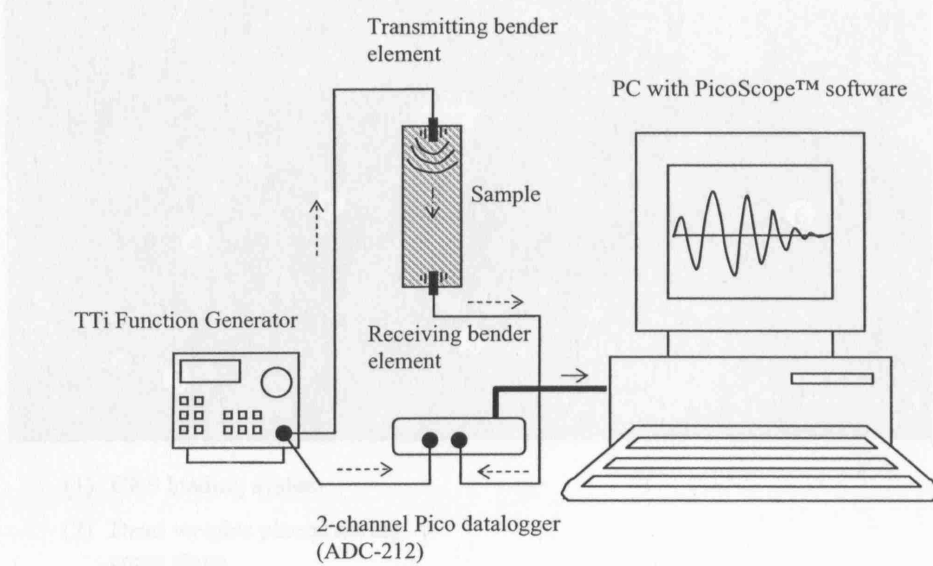 Transmitting bender
element
PC with PicoScope™ software
Sample
TTi Function Generator
Receiving bender
element
2-channel Pico datalogger
(ADC-212)